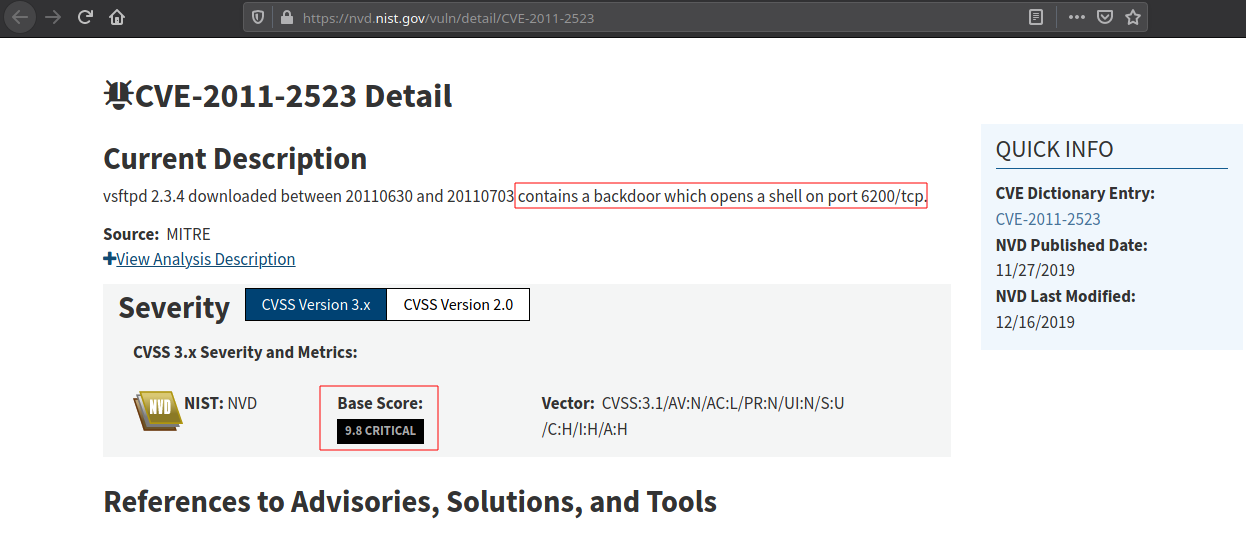 https://nvd.nist.gov/vuln/detail/CVE-2011-2523
CVE-2011-2523 Detail
Current Description
vsftpd 2.3.4 downloaded between 20110630 and 20110703 contains a backdoor which opens a shell on port 6200/tcp.
Source: MITRE
View Analysis Description
Severity CVSS Version 3.x CVSS Version 2.0
CVSS 3.x Severity and Metrics:
NVD NIST: NVD
Base Score:
9.8 CRITICAL
Vector: CVSS:3.1/AV:N/AC:L/PR:N/UI:N/S:U
/C:H/I:H/A:H
References to Advisories, Solutions, and Tools
QUICK INFO
CVE Dictionary Entry:
CVE-2011-2523
NVD Published Date:
11/27/2019
NVD Last Modified:
12/16/2019